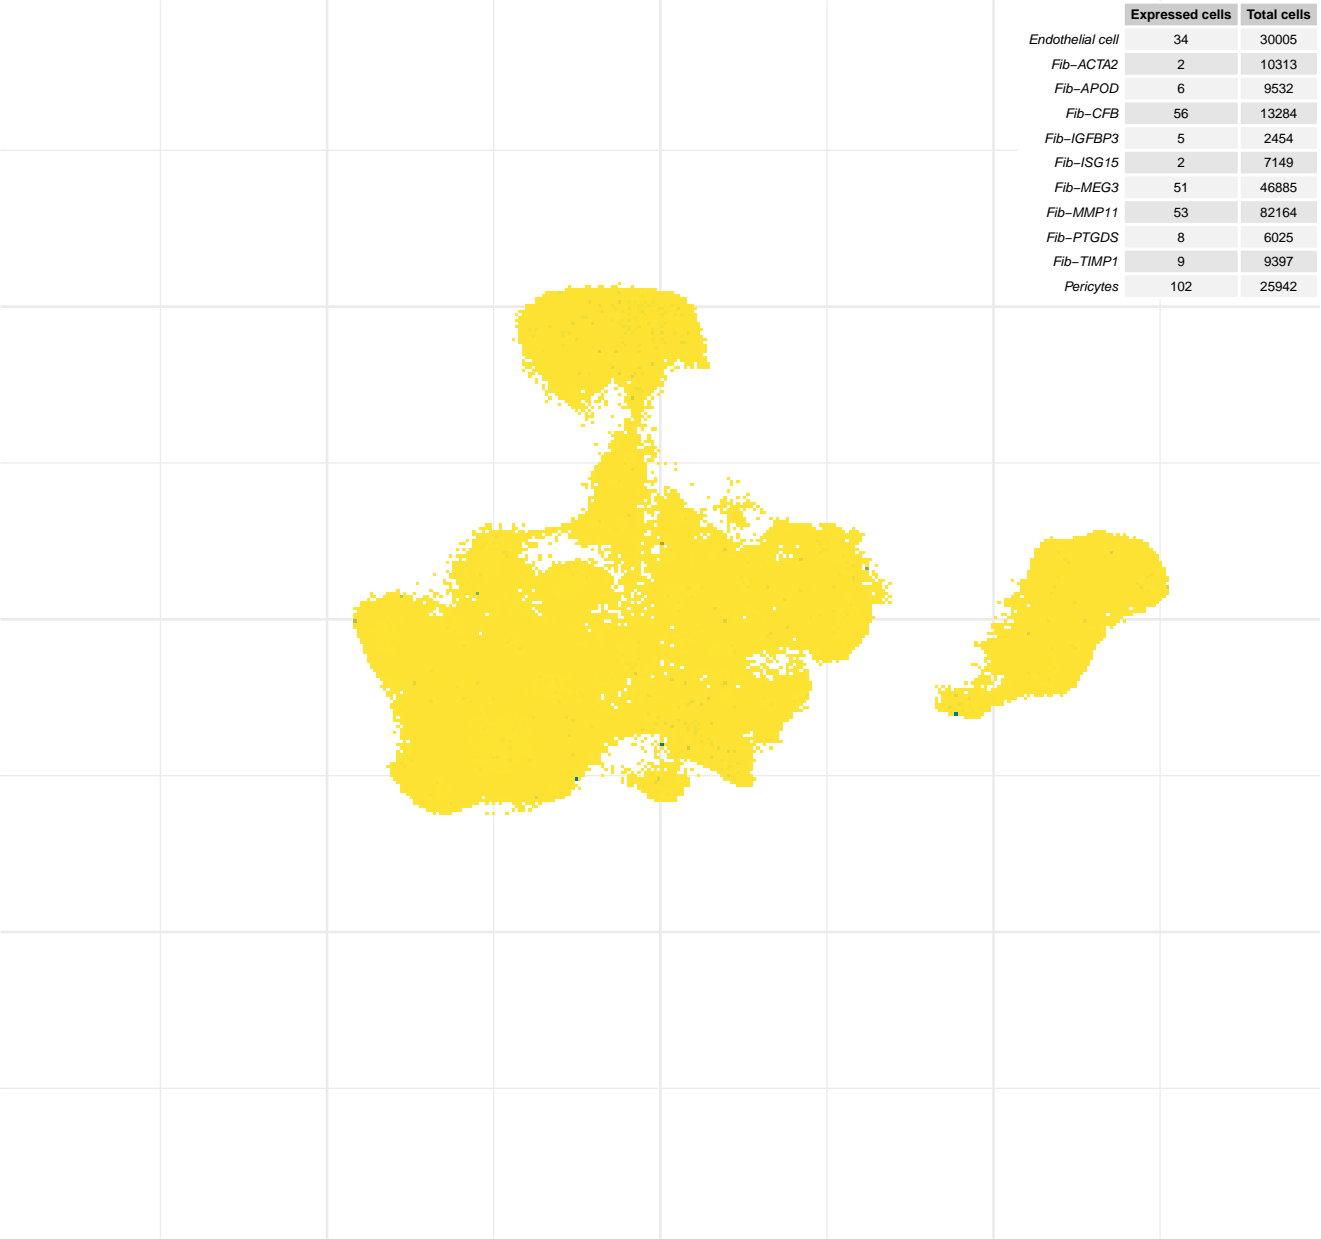 Expressed cells Total cells
Endothelial cell 34 30005
Fib−ACTA2 2 10313
Fib−APOD 6 9532
Fib−CFB 56 13284
Fib−IGFBP3 5 2454
Fib−ISG15 2 7149
Fib−MEG3 51 46885
Fib−MMP11 53 82164
Fib−PTGDS 8 6025
Fib−TIMP1 9 9397
Pericytes 102 25942